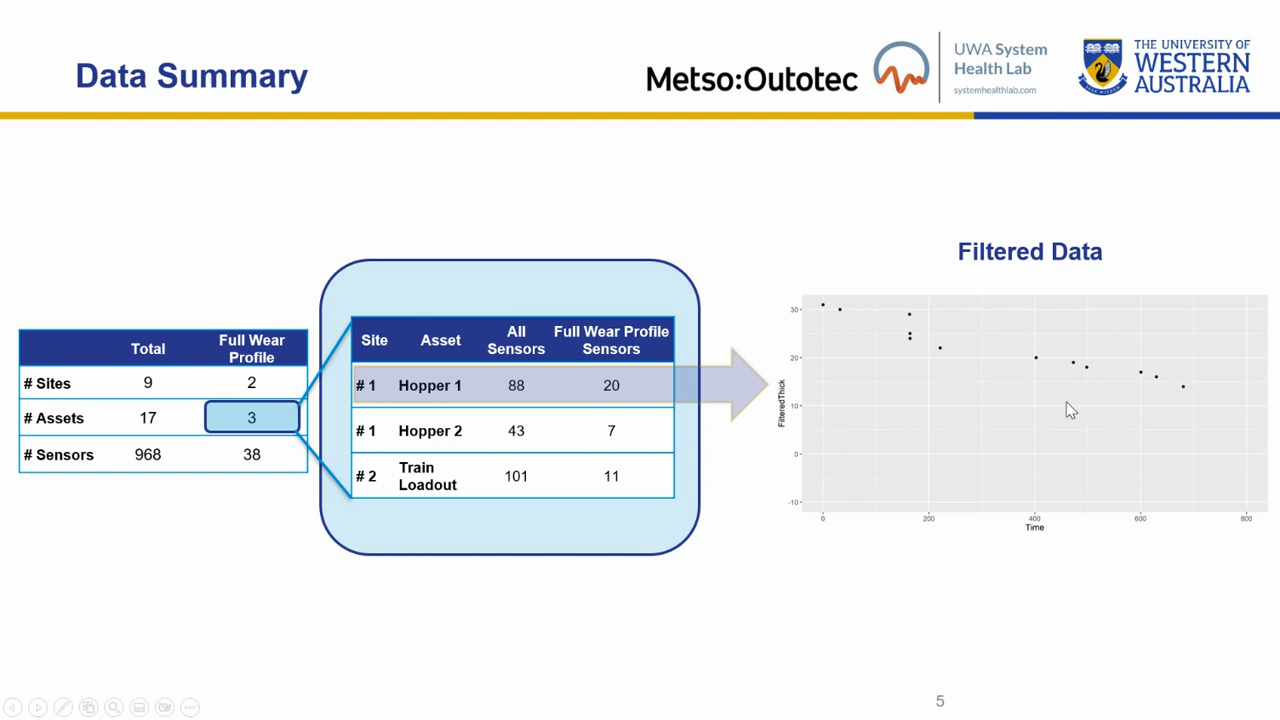 Data Summary
Metso:Outotec
UWA System
Health Lab
systemhealthlab.com
THE UNIVERSITY OF
WESTERN
AUSTRALIA
Total
Full Wear
Profile
# Sites 9 2
# Assets 17 3
# Sensors 968 38
Site Asset All
Sensors Full Wear Profile
Sensors
# 1 Hopper 1 88 20
# 1 Hopper 2 43 7
# 2 Train
Loadout 101 11
Filtered Data
FilteredThick
30
20
10
0
-10
0 200 400 600 800
Time
5